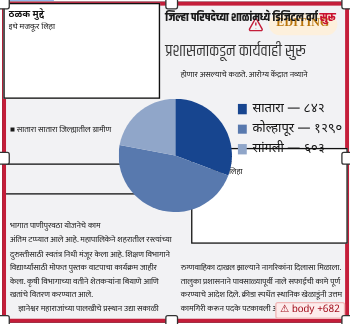 ठळक मुद्दे
इथे मजकूर लिहा
जिल्हा परिषदेच्या शाळांमध्ये डिजिटल वर्ग सुरू
EDITING
प्रशासनाकडून कार्यवाही सुरू
होणार असल्याचे कळते. आरोग्य केंद्रात नव्याने
■ सातारा सातारा जिल्ह्यातील ग्रामीण
सातारा — ८४२
कोल्हापूर — १२९०
सांगली — ६०३
लिहा
भागात पाणीपुरवठा योजनेचे काम
अंतिम टप्प्यात आले आहे. महापालिकेने शहरातील रस्त्यांच्या
दुरुस्तीसाठी स्वतंत्र निधी मंजूर केला आहे. शिक्षण विभागाने
विद्यार्थ्यांसाठी मोफत पुस्तक वाटपाचा कार्यक्रम जाहीर
केला. कृषी विभागाच्या वतीने शेतकऱ्यांना बियाणे आणि
खतांचे वितरण करण्यात आले.
ज्ञानेश्वर महाराजांच्या पालखीचे प्रस्थान उद्या सकाळी
रुग्णवाहिका दाखल झाल्याने नागरिकांना दिलासा मिळाला.
तालुका प्रशासनाने पावसाळ्यापूर्वी नाले सफाईची कामे पूर्ण
करण्याचे आदेश दिले. क्रीडा स्पर्धेत स्थानिक खेळाडूंनी उत्तम
कामगिरी करून पदके पटकावली
⚠ body +682